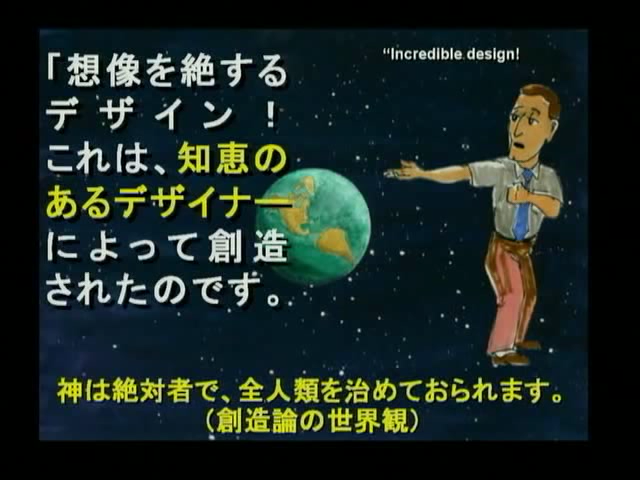 “Incredible design!
「想像を絶する
デザイン！
これは、知恵の
あるデザイナー
によって創造
されたのです。
神は絶対者で、全人類を治めておられます。
（創造論の世界観）